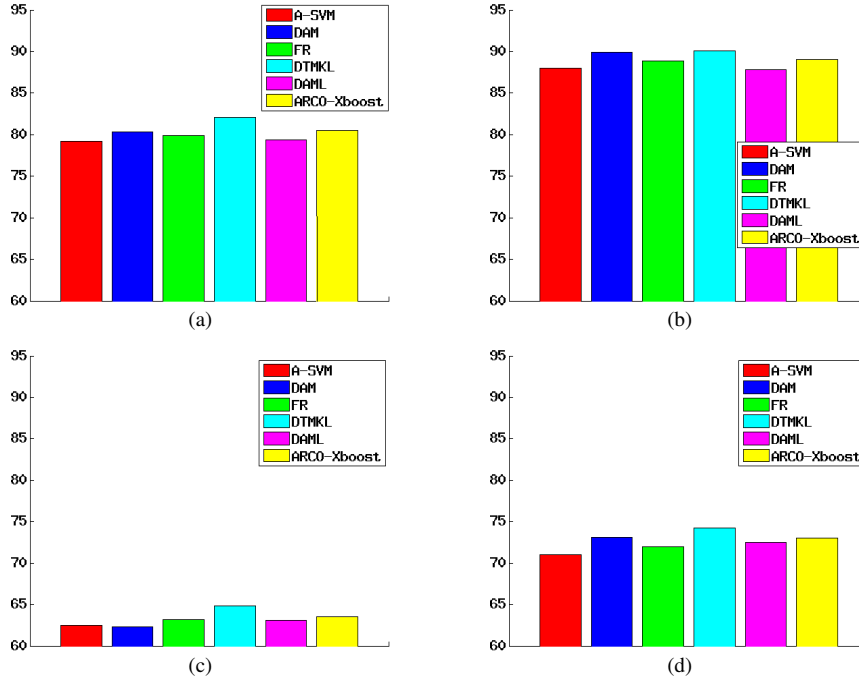 95
90
85
80
75
70
65
60
A-SVM
DAM
FR
DTMKL
DAML
ARCO-Xboost
(a)
95
90
85
80
75
70
65
60
A-SVM
DAM
FR
DTMKL
DAML
ARCO-Xboost
(b)
95
90
85
80
75
70
65
60
A-SVM
DAM
FR
DTMKL
DAML
ARCO-Xboost
(c)
95
90
85
80
75
70
65
60
A-SVM
DAM
FR
DTMKL
DAML
ARCO-Xboost
(d)